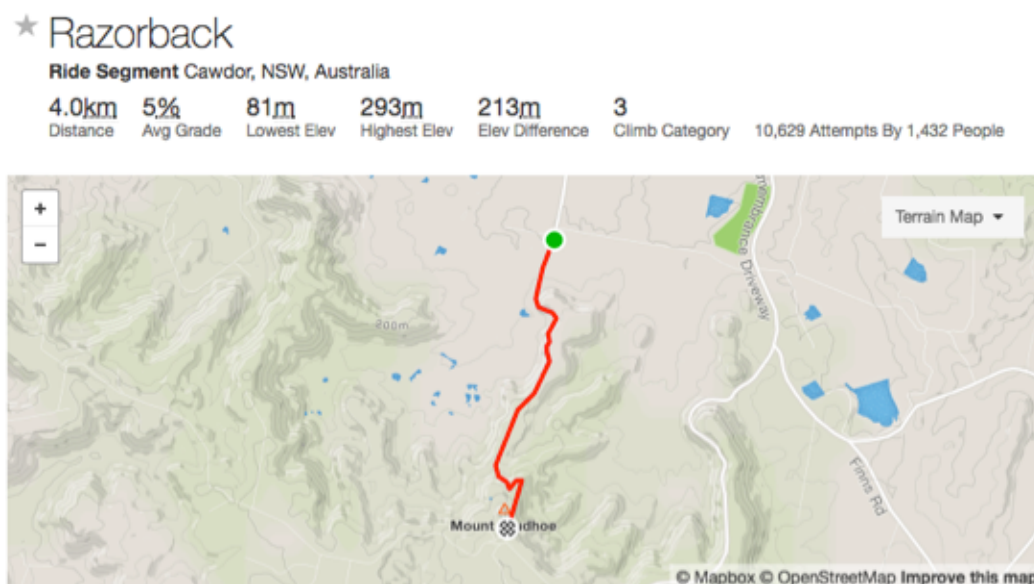 Razorback
Ride Segment Cawdor, NSW, Australia
4.0km 5% 81m 293m 213m 3
Distance Avg Grade Lowest Elev Highest Elev Elev Difference Climb Category 10,629 Attempts By 1,432 People
+
−
Terrain Map
Driveway
200m
Finns Rd
Mount
© Mapbox © OpenStreetMap Improve this map